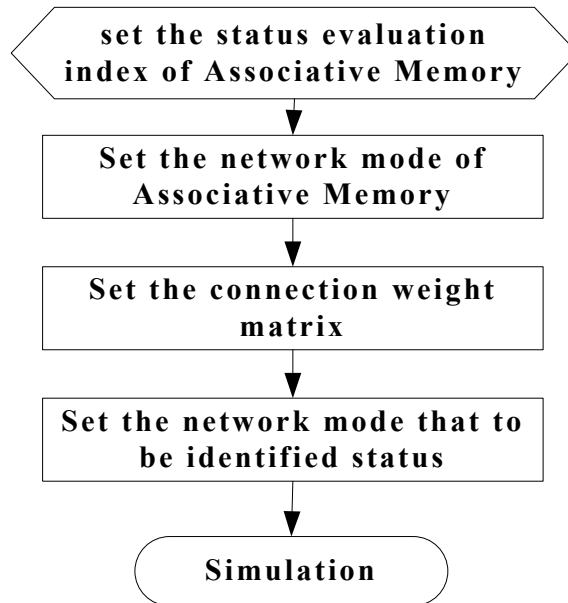 set the status evaluation
index of Associative Memory
Set the network mode of
Associative Memory
Set the connection weight
matrix
Set the network mode that to
be identified status
Simulation